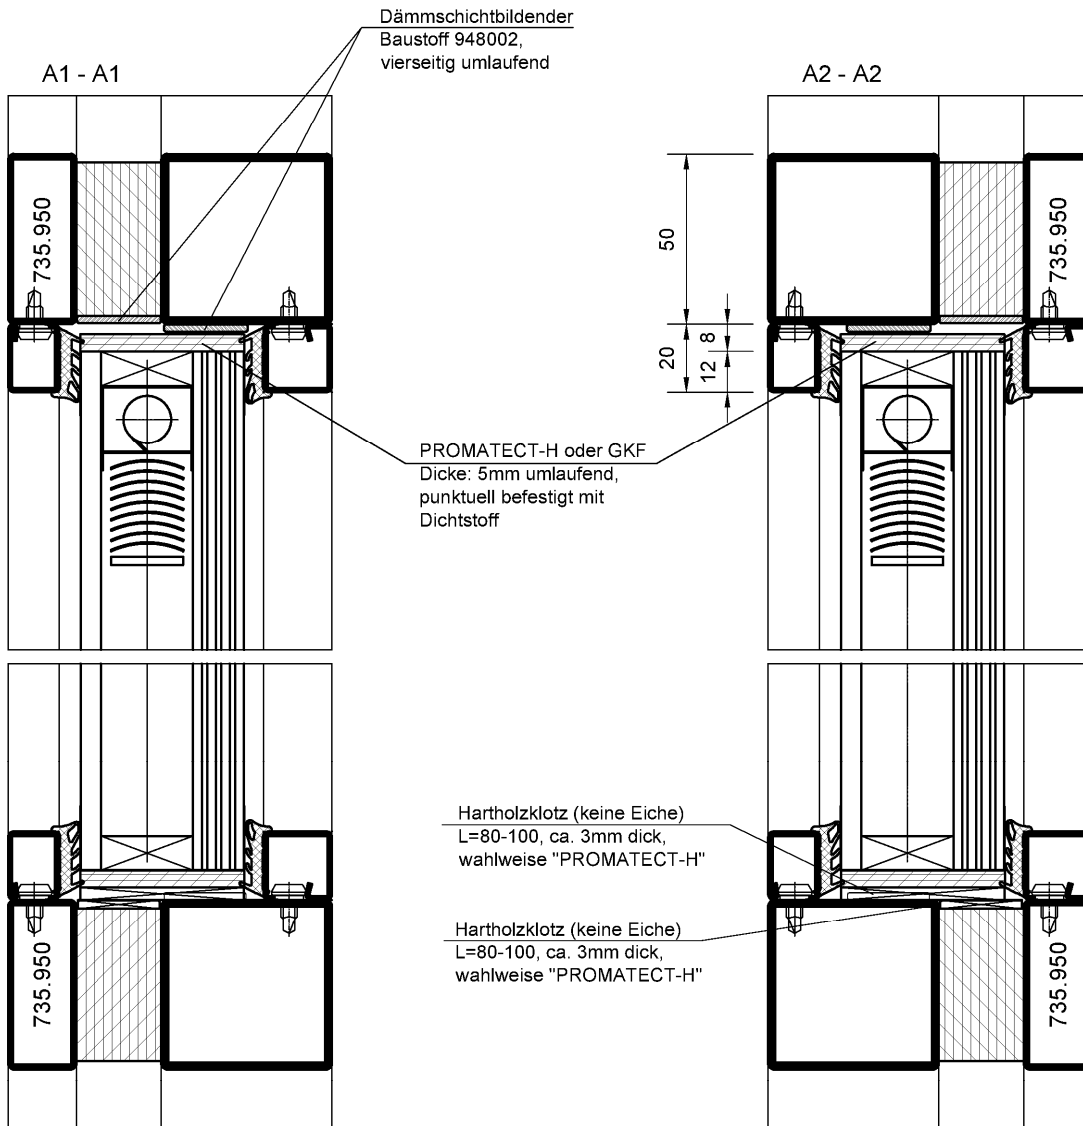 Dämmschichtbildender
Baustoff 948002,
vierseitig umlaufend
A1 - A1
A2 - A2
735.950
50
735.950
8
20
12
PROMATECT-H oder GKF
Dicke: 5mm umlaufend,
punktuell befestigt mit
Dichtstoff
Hartholzklotz (keine Eiche)
L=80-100, ca. 3mm dick,
wahlweise "PROMATECT-H"
Hartholzklotz (keine Eiche)
L=80-100, ca. 3mm dick,
wahlweise "PROMATECT-H"
735.950
735.950